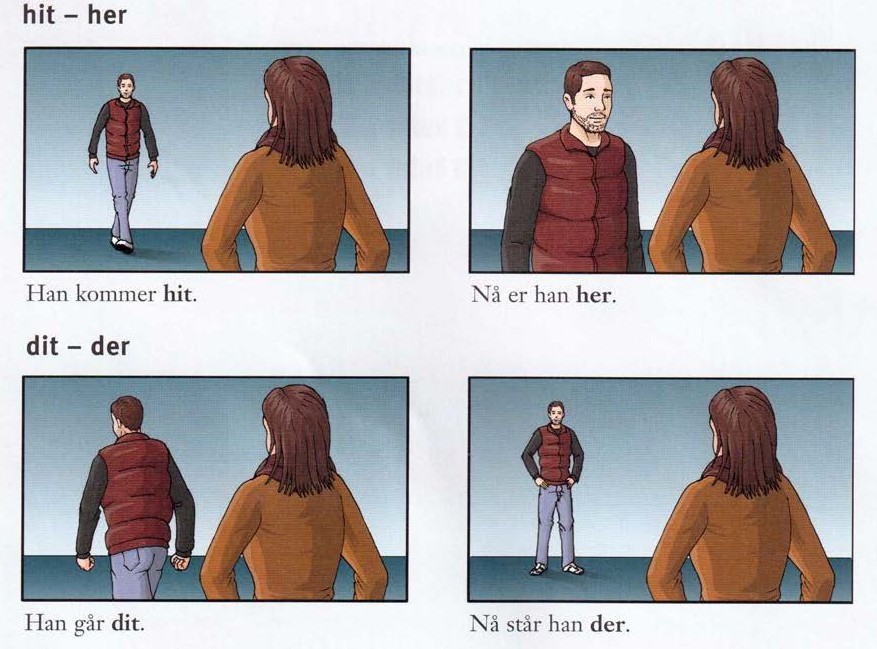 hit – her
Han kommer hit.
Nå er han her.
dit – der
Han går dit.
Nå står han der.